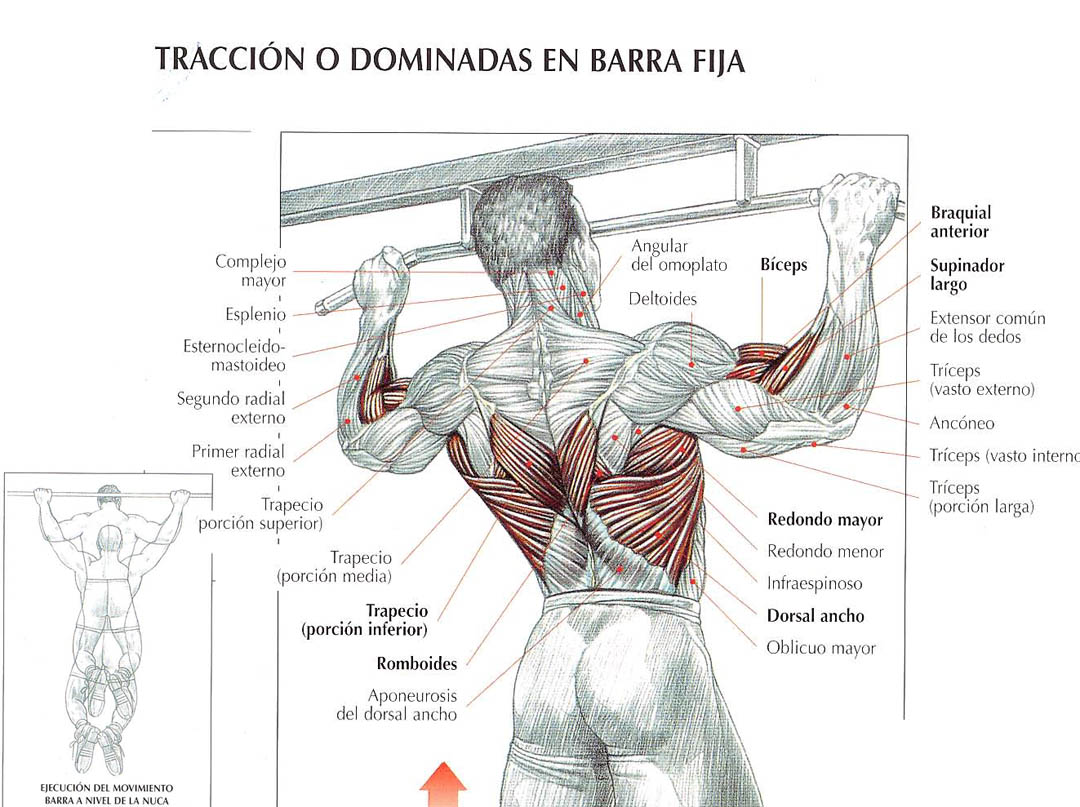 TRACCIÓN O DOMINADAS EN BARRA FIJA
Complejo
mayor
Esplenio
Esternocleido-
mastoideo
Segundo radial
externo
Primer radial
externo
Trapecio
porción superior)
Trapecio
(porción media)
Trapecio
(porción inferior)
Romboides
Aponeurosis
del dorsal ancho
Angular
del omoplato
Deltoides
Bíceps
Braquial
anterior
Supinador
largo
Extensor común
de los dedos
Tríceps
(vasto externo)
Ancóneo
Tríceps (vasto interno
Tríceps
(porción larga)
Redondo mayor
Redondo menor
Infraespinoso
Dorsal ancho
Oblicuo mayor
EJECUCIÓN DEL MOVIMIENTO
BARRA A NIVEL DE LA NUCA